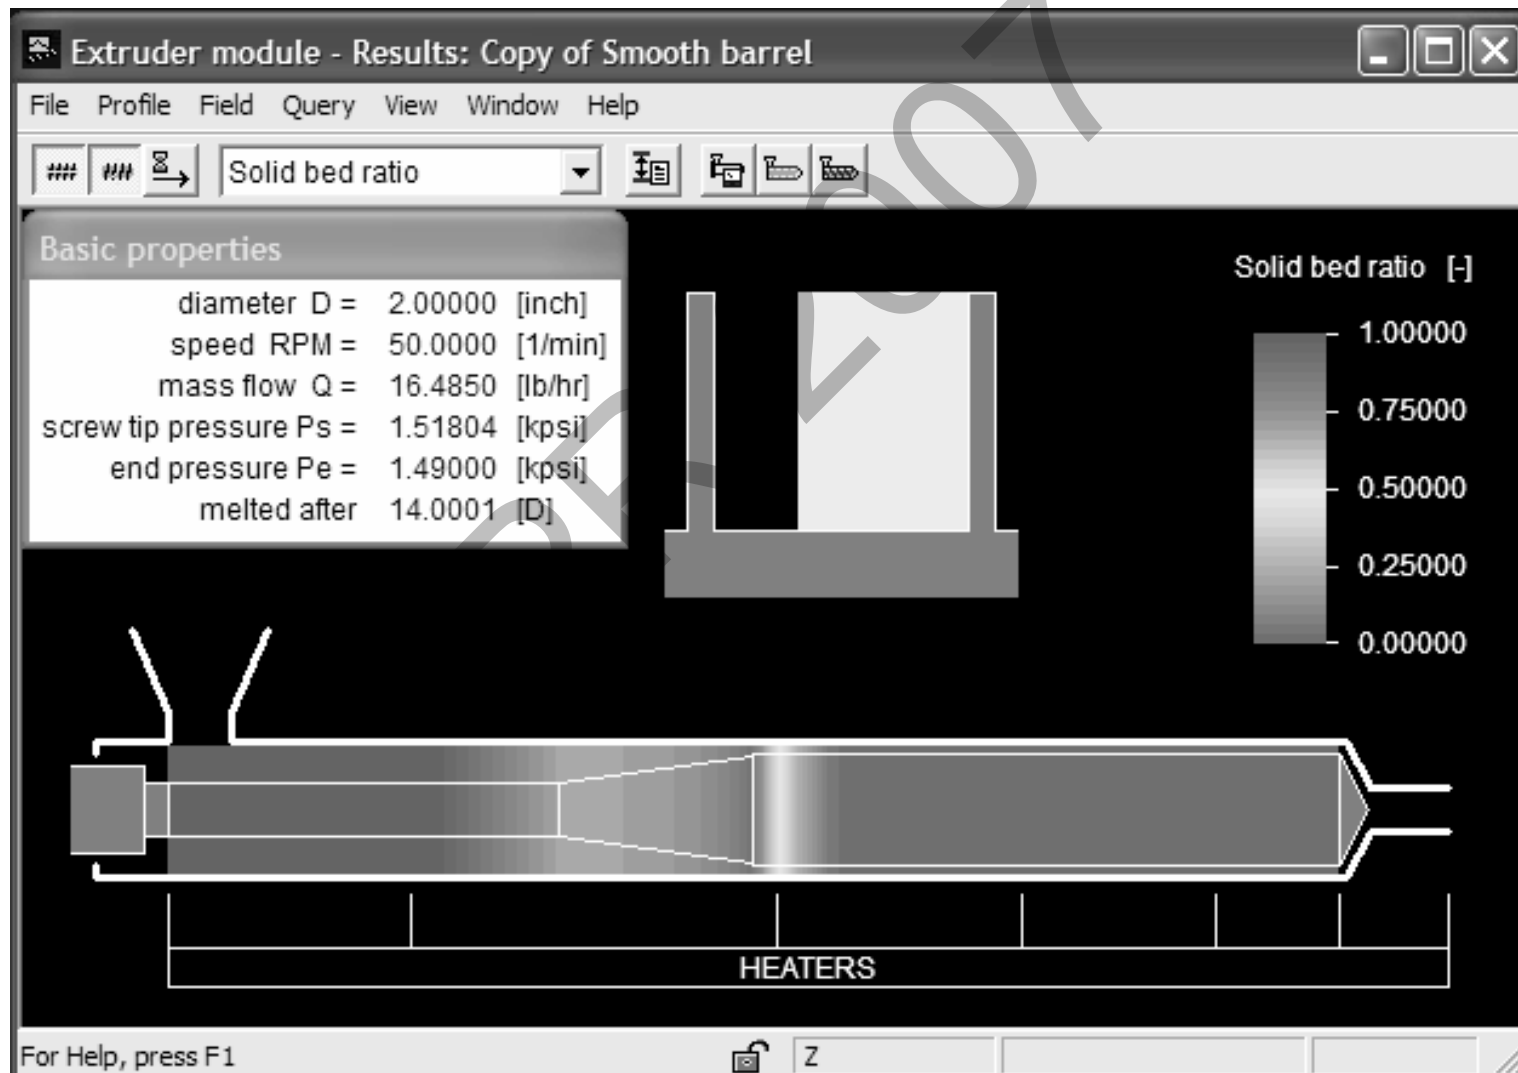 Extruder module - Results: Copy of Smooth barrel
File Profile Field Query View Window Help
Solid bed ratio
Basic properties
diameter D = 2.00000 [inch]
speed RPM = 50.0000 [1/min]
mass flow Q = 16.4850 [lb/hr]
screw tip pressure Ps = 1.51804 [kpsi]
end pressure Pe = 1.49000 [kpsi]
melted after 14.0001 [D]
Solid bed ratio [-]
1.00000
0.75000
0.50000
0.25000
0.00000
HEATERS
For Help, press F1
Z
2007